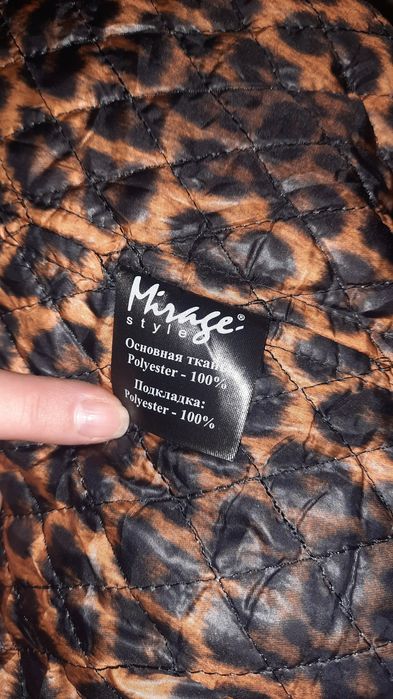 Mirage®
style
Основная ткань:
Polyester - 100%
Подкладка:
Polyester - 100%